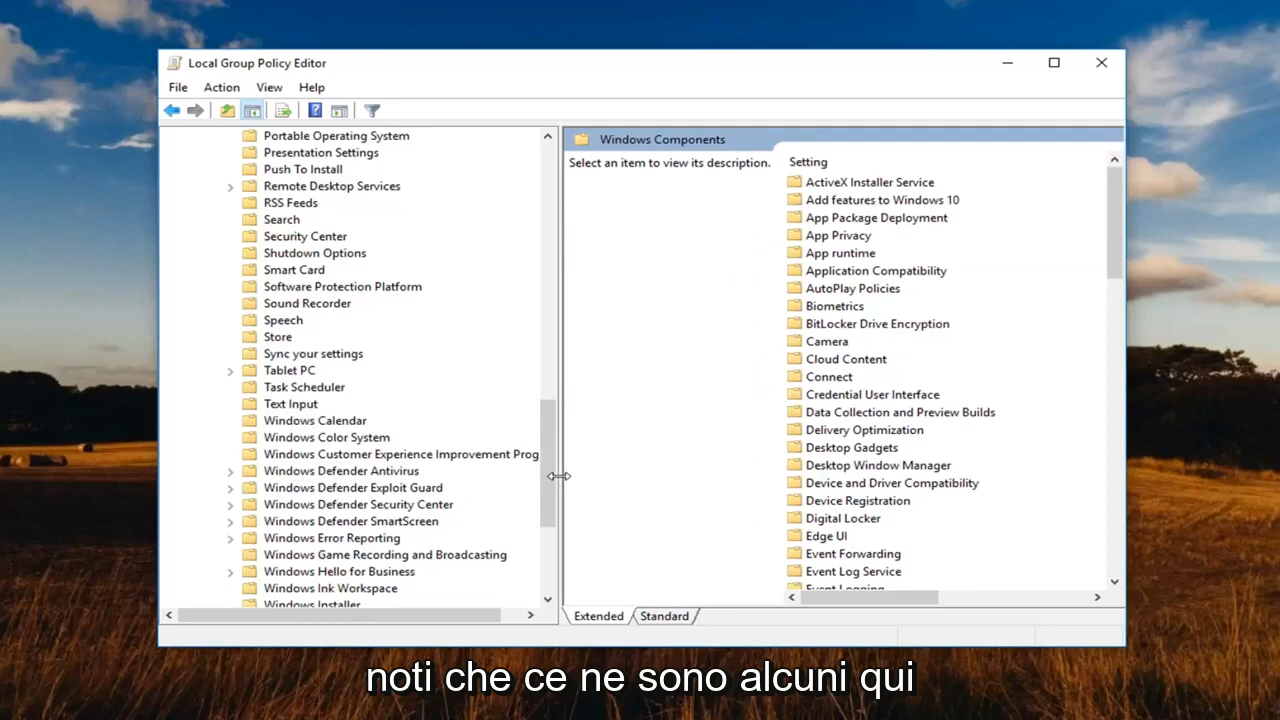 Local Group Policy Editor
File Action View Help
Portable Operating System
Presentation Settings
Push To Install
Remote Desktop Services
RSS Feeds
Search
Security Center
Shutdown Options
Smart Card
Software Protection Platform
Sound Recorder
Speech
Store
Sync your settings
Tablet PC
Task Scheduler
Text Input
Windows Calendar
Windows Color System
Windows Customer Experience Improvement Prog
Windows Defender Antivirus
Windows Defender Exploit Guard
Windows Defender Security Center
Windows Defender SmartScreen
Windows Error Reporting
Windows Game Recording and Broadcasting
Windows Hello for Business
Windows Ink Workspace
Windows Installer
Windows Components
Select an item to view its description.
Setting
ActiveX Installer Service
Add features to Windows 10
App Package Deployment
App Privacy
App runtime
Application Compatibility
AutoPlay Policies
Biometrics
BitLocker Drive Encryption
Camera
Cloud Content
Connect
Credential User Interface
Data Collection and Preview Builds
Delivery Optimization
Desktop Gadgets
Desktop Window Manager
Device and Driver Compatibility
Device Registration
Digital Locker
Edge UI
Event Forwarding
Event Log Service
Event Logging
Extended Standard
noti che ce ne sono alcuni qui